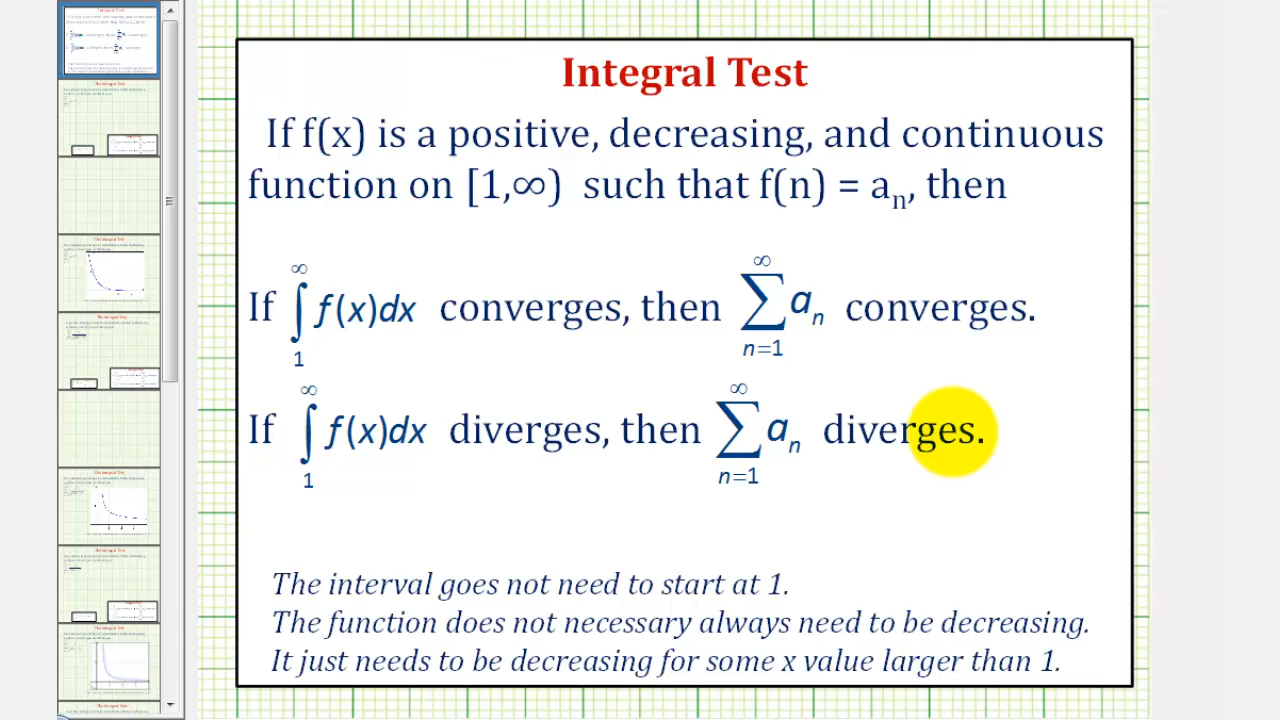 Integral Test
If f(x) is a positive, decreasing, and continuous
function on [1,∞) such that f(n) = aₙ, then
If ∫₁^∞ f(x)dx converges, then ∑ₙ₌₁^∞ aₙ converges.
If ∫₁^∞ f(x)dx diverges, then ∑ₙ₌₁^∞ aₙ diverges.
The interval goes not need to start at 1.
The function does not necessary always need to be decreasing.
It just needs to be decreasing for some x value larger than 1.